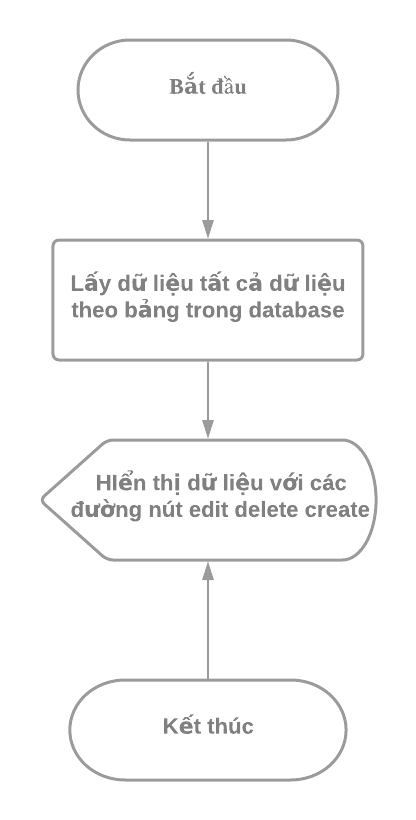 Bắt đầu
Lấy dữ liệu tất cả dữ liệu
theo bảng trong database
HIển thị dữ liệu với các
đường nút edit delete create
Kết thúc